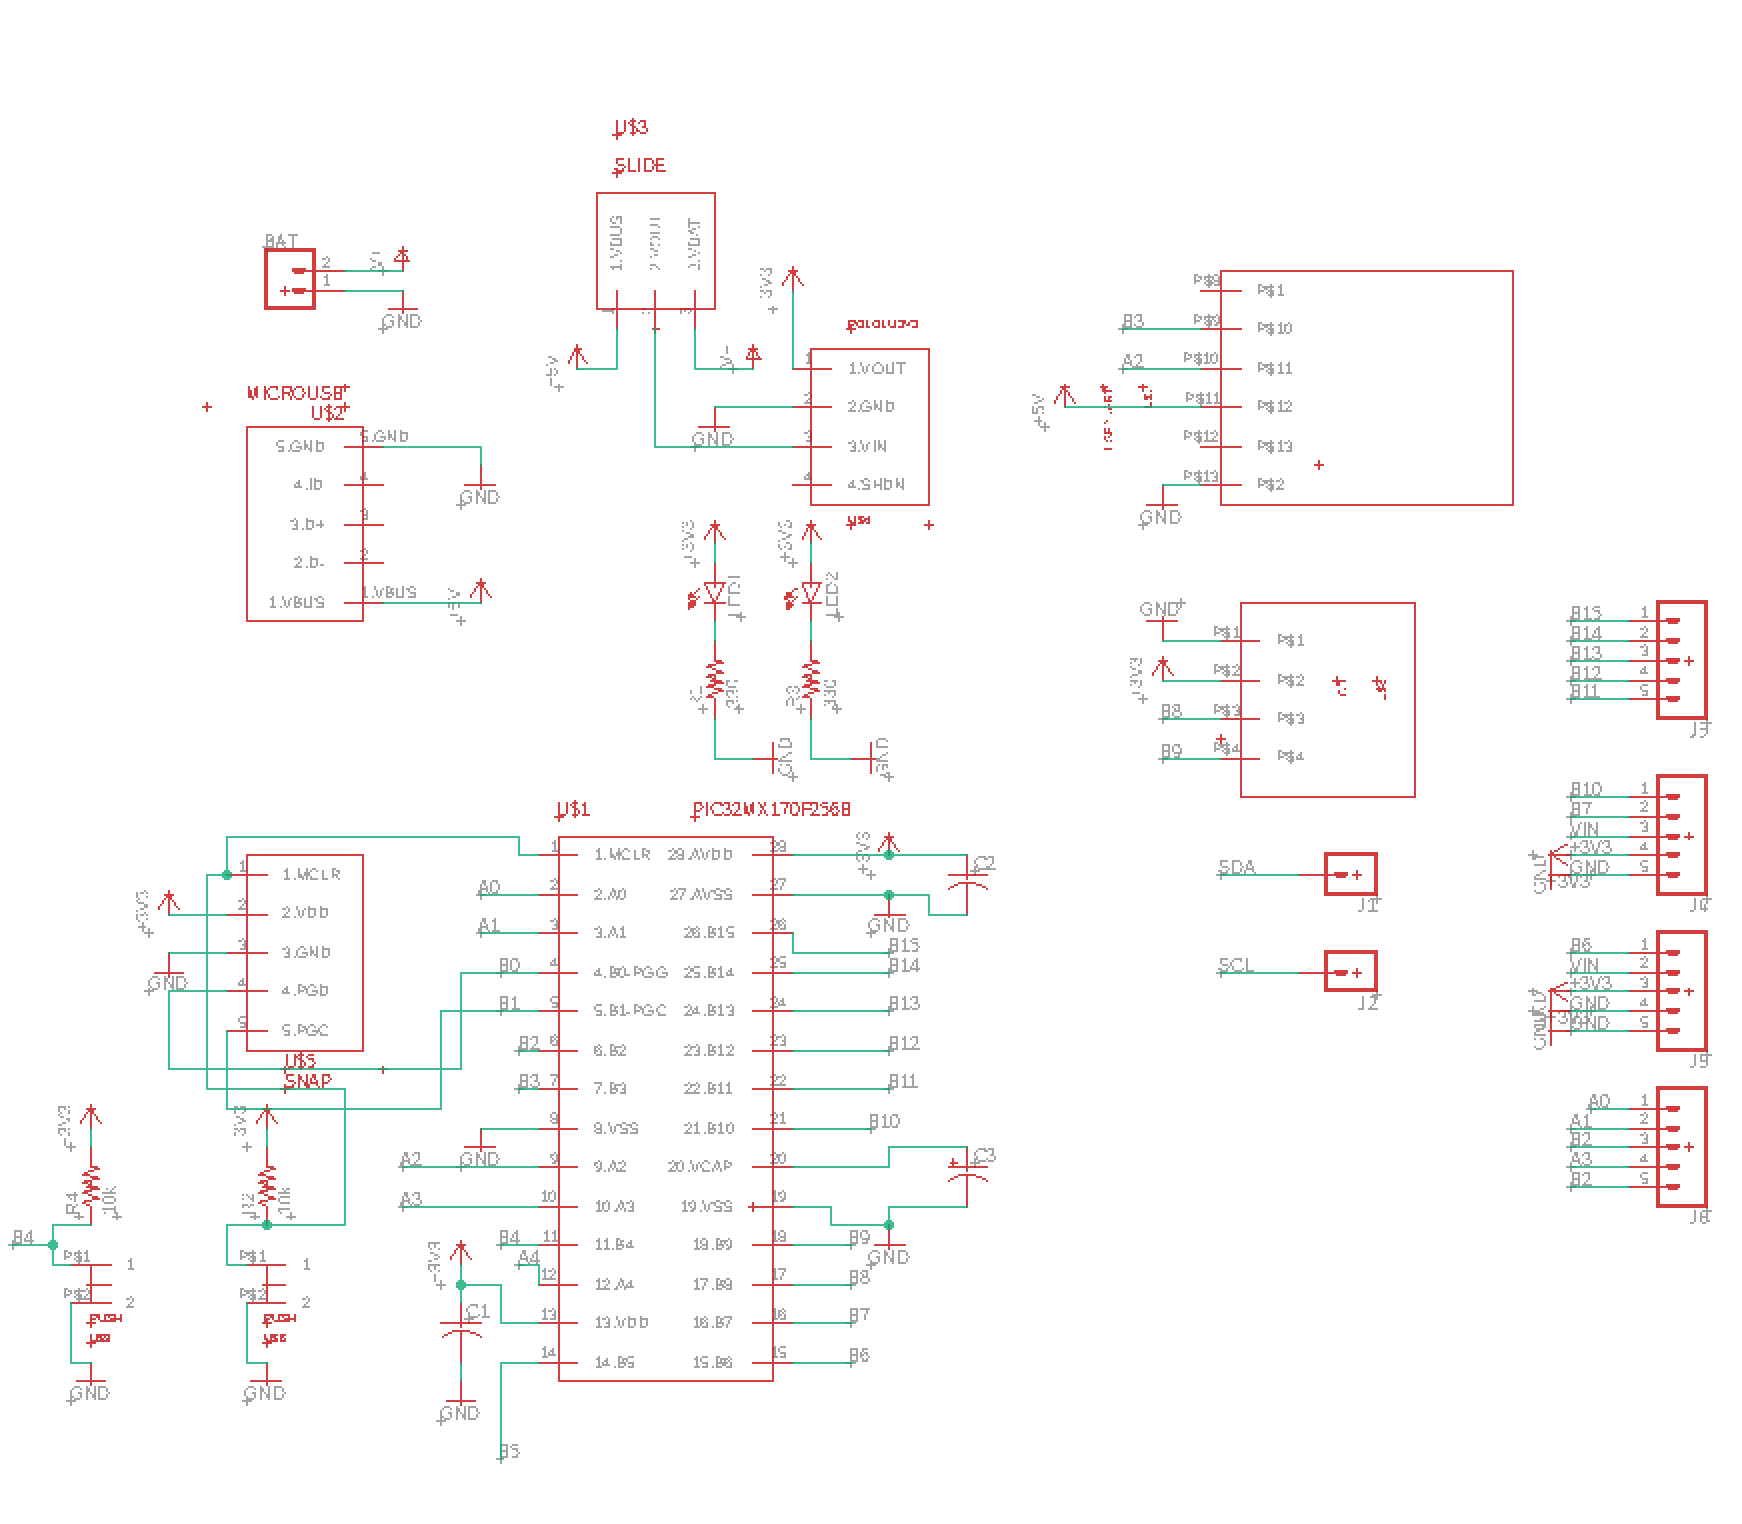 U$3
SLIDE
1.VBUS
2.VOUT
3.VBAT
BAT
2
1
GND
+3V3
+5V
1
1.VOUT
2
2.GND
GND
3
3.VIN
4
4.SHDN
MICROUSB
U$2
5.GND
5.GND
4.ID
4
3.D+
3
2.D-
2
1.VBUS
1.VBUS
GND
+5V
P$8
P$1
B3
P$9
P$10
A2
P$10
P$11
+5V
P$11
P$12
P$12
P$13
P$13
P$2
GND
+3V3
+3V3
LED1
LED2
330
R3
330
GND
GND
GND
P$1
P$1
+3V3
P$2
P$2
B8
P$3
P$3
B9
P$4
P$4
B15
1
B14
2
B13
3
B12
4
B11
5
J3
B10
1
B7
2
VIN
3
+3V3
4
GND
5
+3V3
GND
J4
B6
1
VIN
2
+3V3
3
GND
4
GND
5
J5
A0
1
A1
2
B2
3
A3
4
B2
5
J6
SDA
J1
SCL
J2
U$1
PIC32MX170F256B
1
1.MCLR
A0
2
2.A0
A1
3
3.A1
B0
4
4.B0-PGG
B1
5
5.B1-PGC
B2
6
6.B2
B3
7
7.B3
8
8.VSS
GND
A2
9
9.A2
A3
10
10.A3
B4
11
11.B4
A4
12
12.A4
13
13.VDD
14
14.B5
B5
28.AVDD
28
+3V3
C2
27.AVSS
27
GND
26.B15
26
B15
25.B14
25
B14
24.B13
24
B13
23.B12
23
B12
22.B11
22
B11
21.B10
21
B10
20.VCAP
20
C3
19.VSS
19
GND
18.B9
18
B9
17.B8
17
B8
16.B7
16
B7
15.B6
15
B6
1
1.MCLR
+3V3
2
2.VDD
3
3.GND
GND
4
4.PGD
5
5.PGC
U$5
SNAP
+3V3
R4
10k
B4
P$1
1
P$2
2
GND
+3V3
R2
10k
P$1
1
P$2
2
GND
+3V3
C1
GND